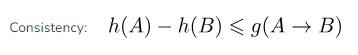 Consistency: h(A) − h(B) ⩽ g(A → B)